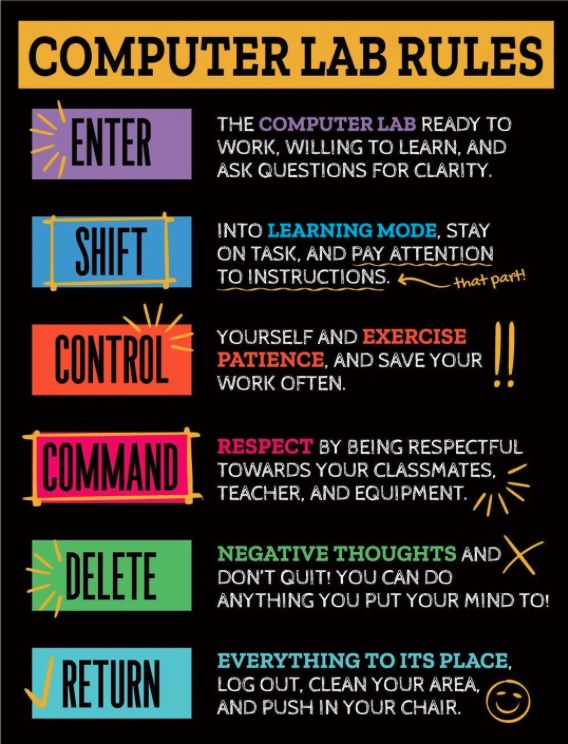 COMPUTER LAB RULES
ENTER
THE COMPUTER LAB READY TO
WORK, WILLING TO LEARN, AND
ASK QUESTIONS FOR CLARITY.
SHIFT
INTO LEARNING MODE, STAY
ON TASK, AND PAY ATTENTION
TO INSTRUCTIONS.
that part!
CONTROL
YOURSELF AND EXERCISE
PATIENCE, AND SAVE YOUR
WORK OFTEN.
!!
COMMAND
RESPECT BY BEING RESPECTFUL
TOWARDS YOUR CLASSMATES,
TEACHER, AND EQUIPMENT.
DELETE
NEGATIVE THOUGHTS AND
DON'T QUIT! YOU CAN DO
ANYTHING YOU PUT YOUR MIND TO!
RETURN
EVERYTHING TO ITS PLACE,
LOG OUT, CLEAN YOUR AREA,
AND PUSH IN YOUR CHAIR.